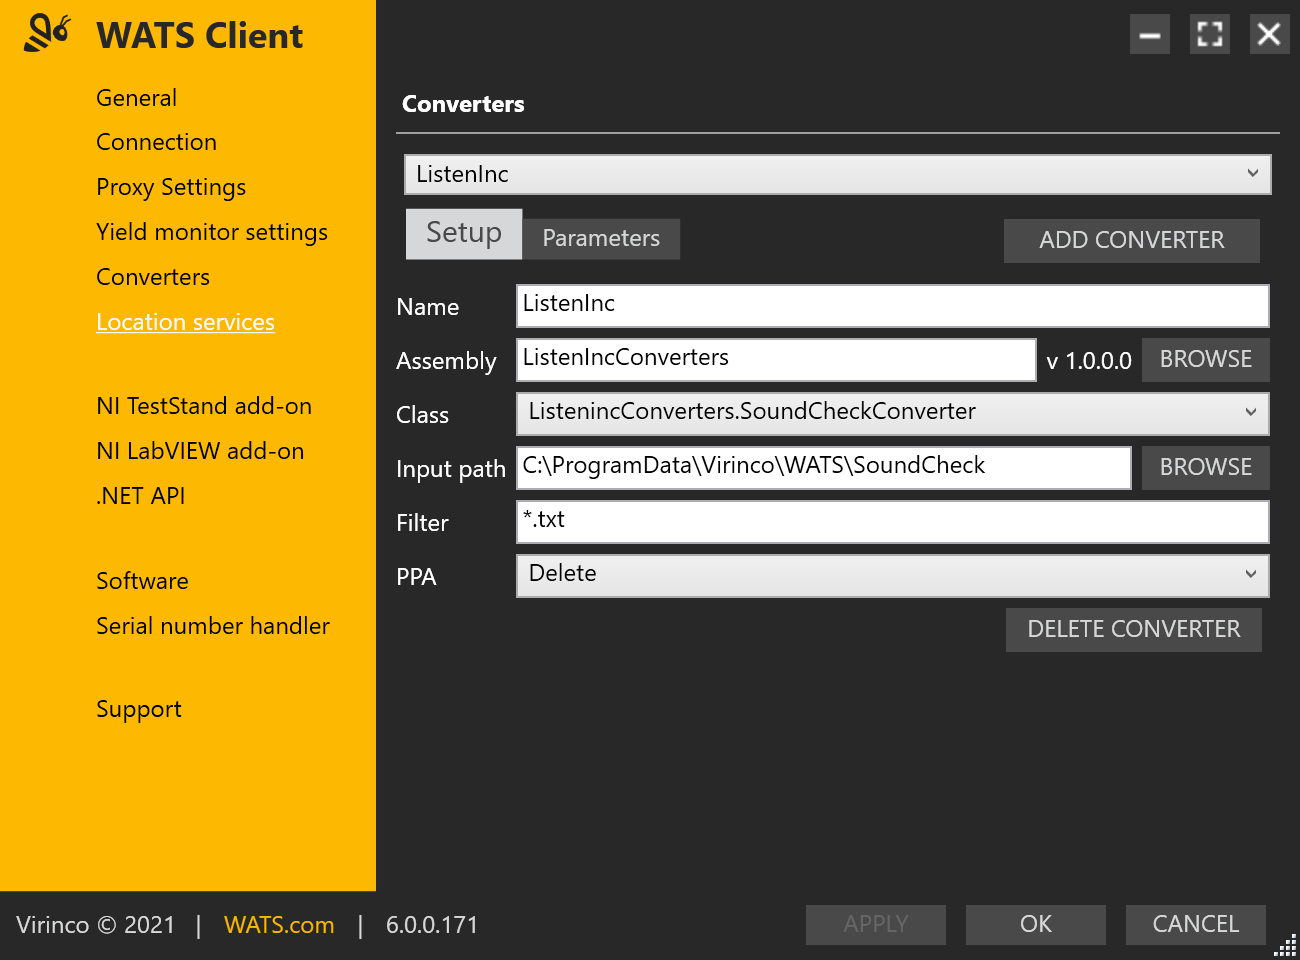 WATS Client
General
Connection
Proxy Settings
Yield monitor settings
Converters
Location services
NI TestStand add-on
NI LabVIEW add-on
.NET API
Software
Serial number handler
Support
Converters
ListenInc
Setup Parameters ADD CONVERTER
Name ListenInc
Assembly ListenIncConverters v 1.0.0.0 BROWSE
Class ListenincConverters.SoundCheckConverter
Input path C:\ProgramData\Virinco\WATS\SoundCheck BROWSE
Filter *.txt
PPA Delete
DELETE CONVERTER
Virinco © 2021 | WATS.com | 6.0.0.171 APPLY OK CANCEL